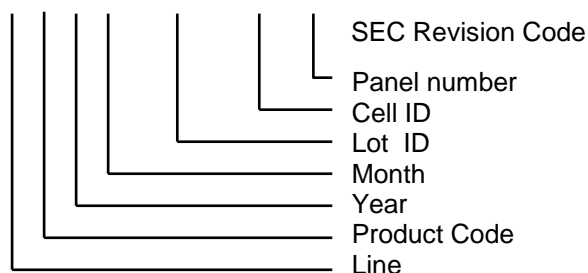 SEC Revision Code
Panel number
Cell ID
Lot ID
Month
Year
Product Code
Line